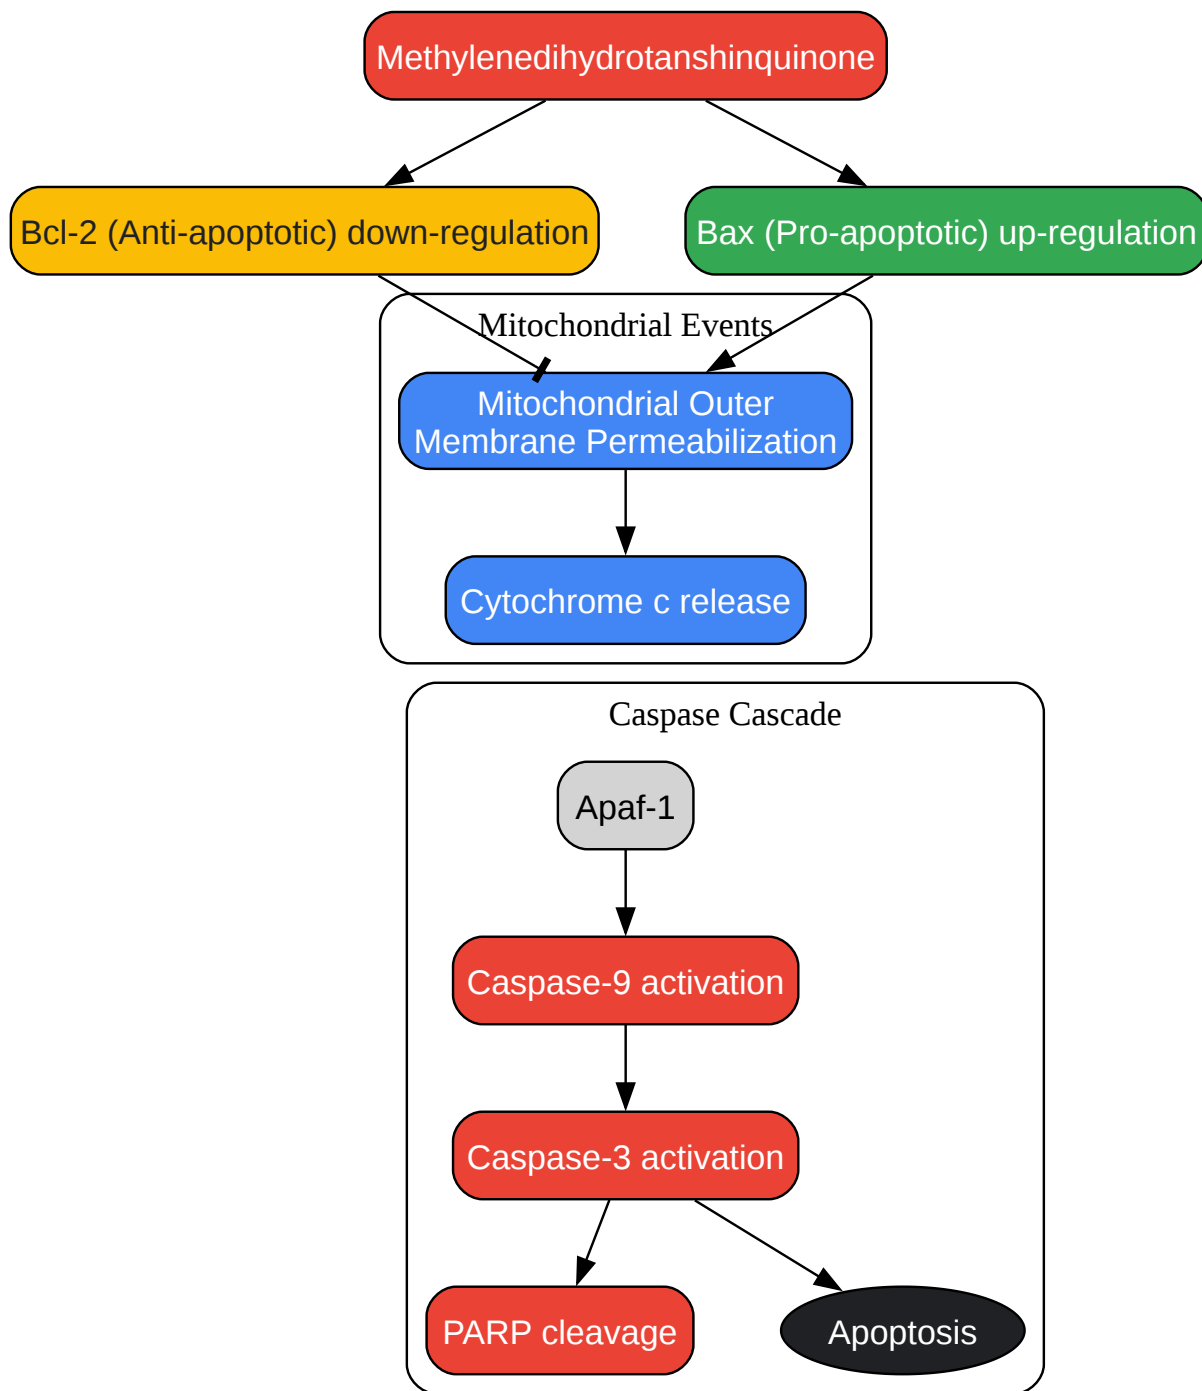 Methylenedihydrotanshinquinone
Bcl-2 (Anti-apoptotic) down-regulation
Bax (Pro-apoptotic) up-regulation
Mitochondrial Events
Mitochondrial Outer
Membrane Permeabilization
Cytochrome c release
Caspase Cascade
Apaf-1
Caspase-9 activation
Caspase-3 activation
PARP cleavage
Apoptosis